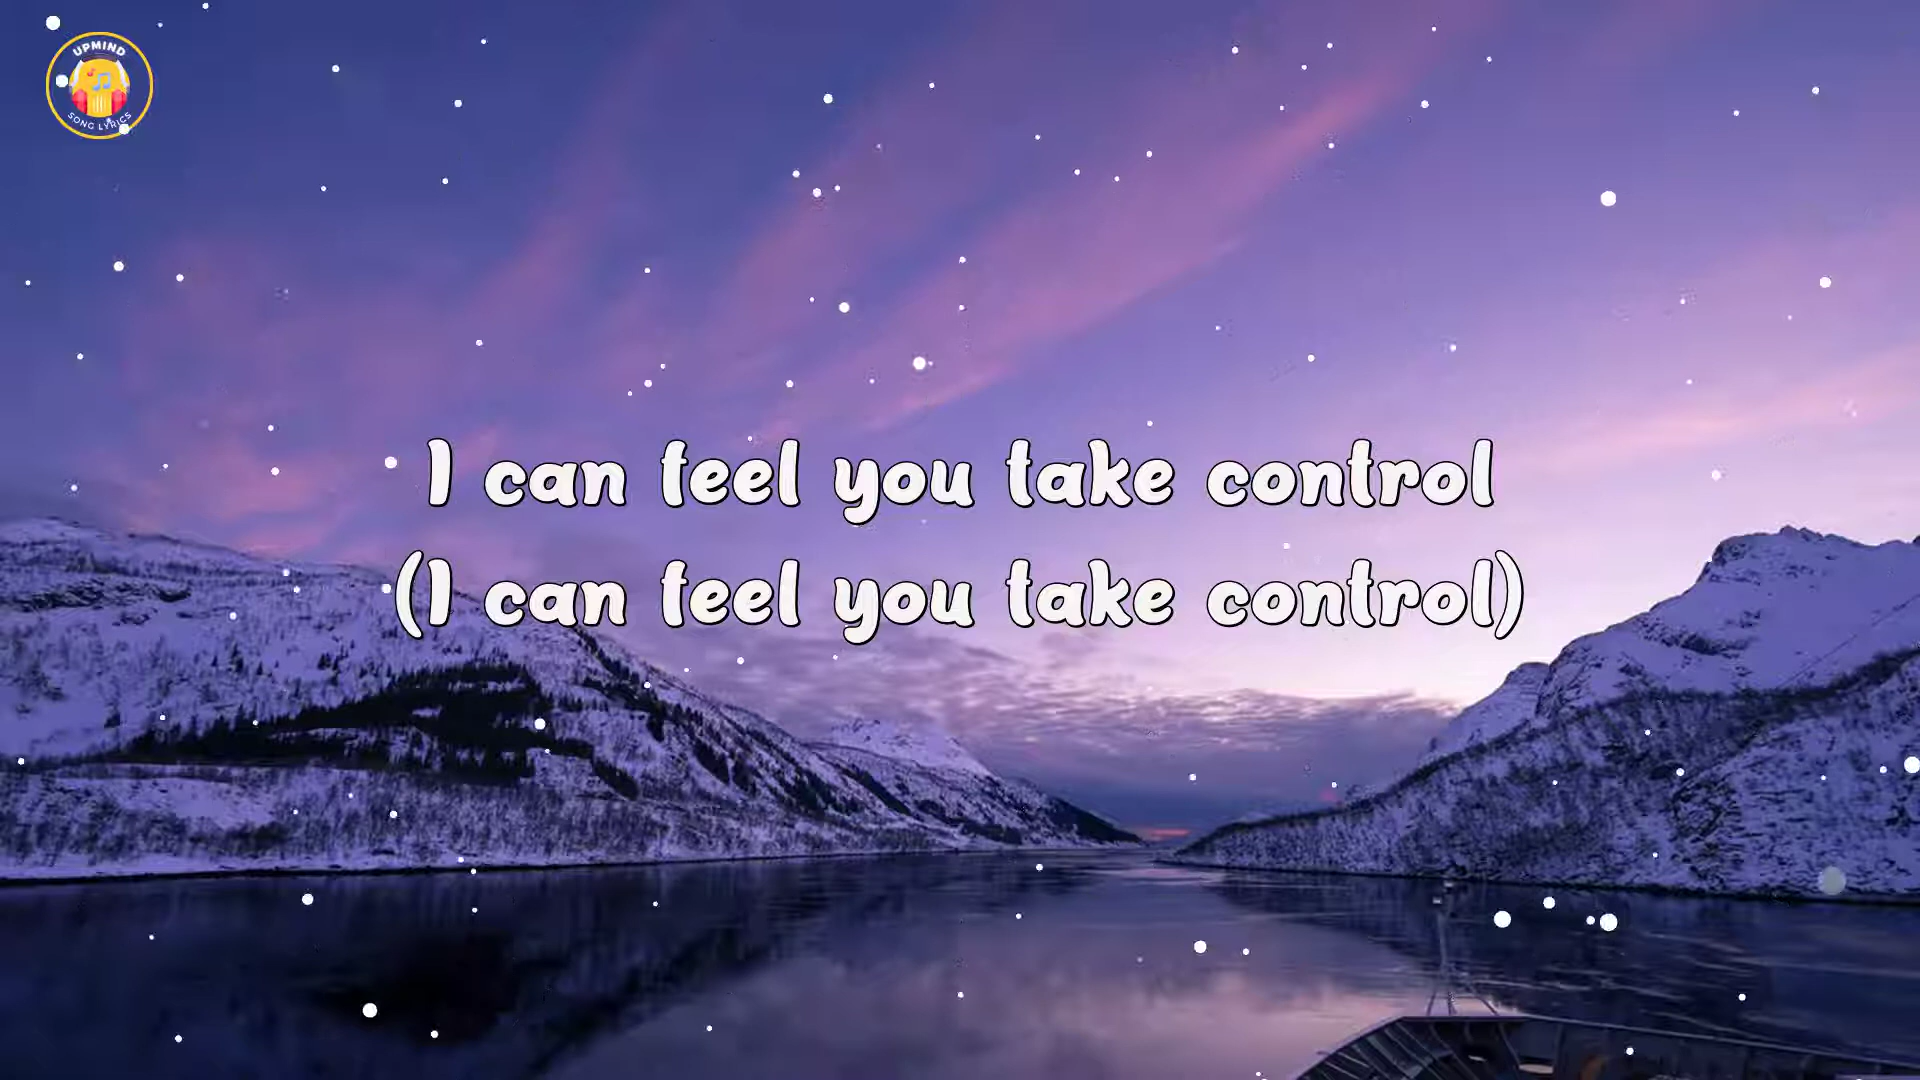 UPMIND
SONG LYRICS
I can feel you take control
(I can feel you take control)